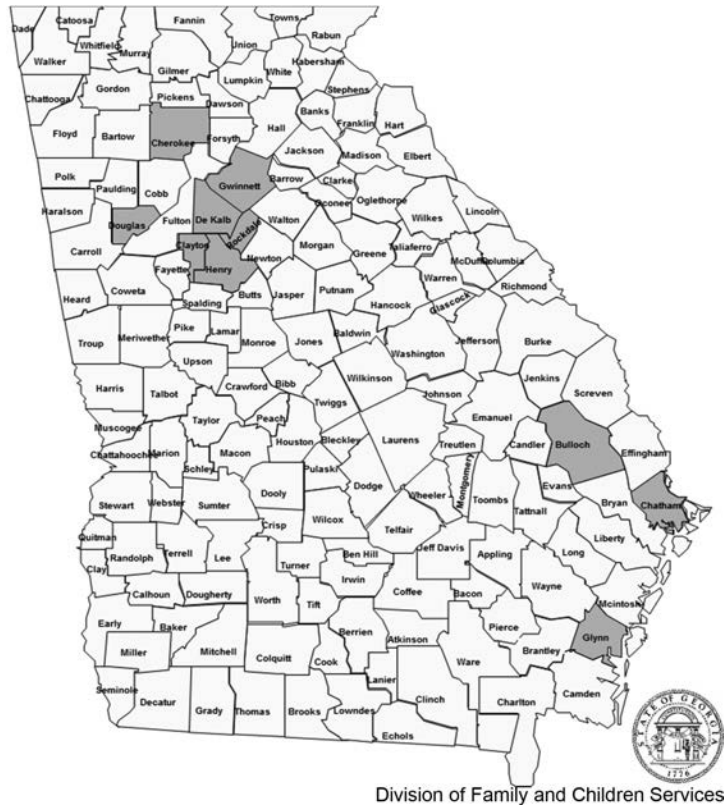 Fannin
Towns
Rabun
Catoosa
Dade
Whitfield
Murray
Union
Walker
Gilmer
White
Habersham
Lumpkin
Stephens
Chattooga
Gordon
Pickens
Dawson
Banks
Franklin
Hart
Floyd
Bartow
Cherokee
Forsyth
Hall
Jackson
Madison
Elbert
Polk
Paulding
Cobb
Gwinnett
Barrow
Clarke
Oconee
Oglethorpe
Wilkes
Lincoln
Haralson
Douglas
Fulton
De Kalb
Rockdale
Walton
Morgan
Greene
Taliaferro
McDuffie
Columbia
Carroll
Clayton
Henry
Newton
Fayette
Warren
Richmond
Heard
Coweta
Spalding
Butts
Jasper
Putnam
Hancock
Glascock
Troup
Meriwether
Pike
Lamar
Monroe
Jones
Baldwin
Washington
Jefferson
Burke
Upson
Harris
Talbot
Crawford
Bibb
Wilkinson
Johnson
Jenkins
Screven
Twiggs
Emanuel
Muscogee
Taylor
Peach
Houston
Bleckley
Laurens
Treutlen
Candler
Bulloch
Effingham
Chattahoochee
Marion
Macon
Schley
Pulaski
Dodge
Montgomery
Wheeler
Toombs
Evans
Bryan
Chatham
Stewart
Webster
Sumter
Dooly
Crisp
Wilcox
Telfair
Tattnall
Liberty
Quitman
Randolph
Terrell
Lee
Turner
Ben Hill
Jeff Davis
Appling
Long
Clay
Irwin
Calhoun
Dougherty
Worth
Tift
Coffee
Bacon
Wayne
Mcintosh
Early
Baker
Berrien
Atkinson
Pierce
Brantley
Glynn
Miller
Mitchell
Colquitt
Cook
Ware
Seminole
Decatur
Grady
Thomas
Brooks
Lowndes
Lanier
Clinch
Charlton
Camden
Echols
STATE OF GEORGIA
1776
Division of Family and Children Services